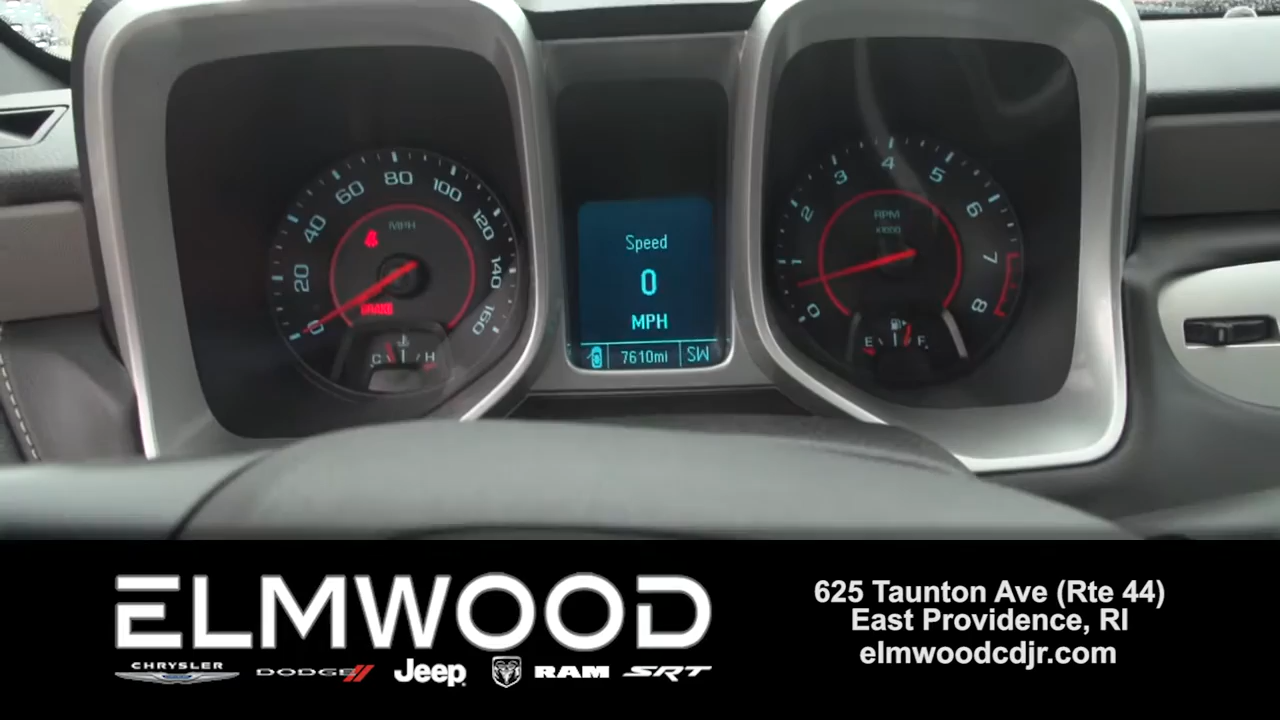 0 20 40 60 80 100 120 140 160
MPH
BRAKE
C H
Speed
0
MPH
7610mi SW
0 1 2 3 4 5 6 7 8
RPM
x1000
E F
ELMWOOD
CHRYSLER DODGE Jeep RAM SRT
625 Taunton Ave (Rte 44)
East Providence, RI
elmwoodcdjr.com